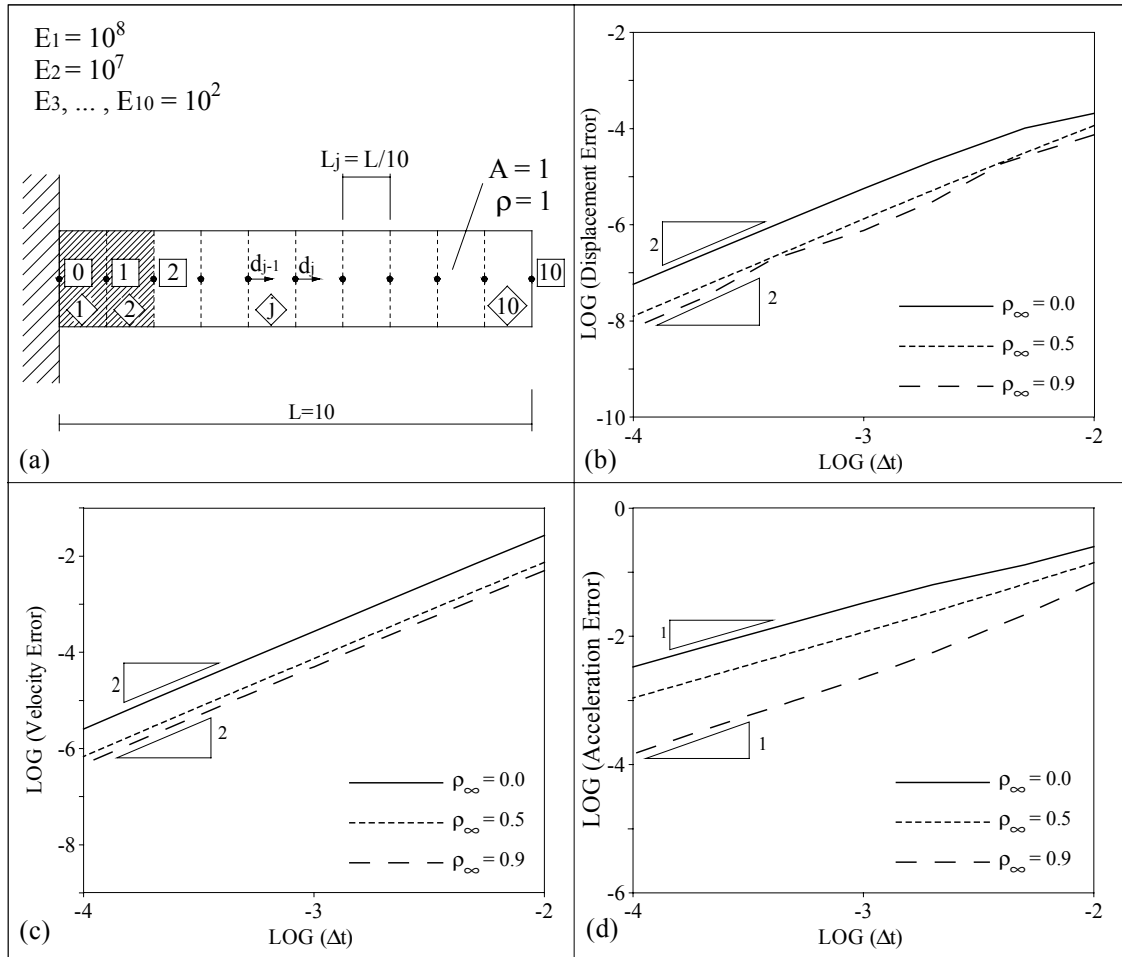 E1 = 10^8
E2 = 10^7
E3, ... , E10 = 10^2
Lj = L/10
A = 1
ρ = 1
0
1
2
dj-1
dj
10
1
2
j
10
L=10
(a)
-2
-4
-6
-8
-10
LOG (Displacement Error)
2
2
ρ∞ = 0.0
ρ∞ = 0.5
ρ∞ = 0.9
-4
-3
-2
LOG (Δt)
(b)
-2
-4
-6
-8
LOG (Velocity Error)
2
2
ρ∞ = 0.0
ρ∞ = 0.5
ρ∞ = 0.9
-4
-3
-2
LOG (Δt)
(c)
0
-2
-4
-6
LOG (Acceleration Error)
1
1
ρ∞ = 0.0
ρ∞ = 0.5
ρ∞ = 0.9
-4
-3
-2
LOG (Δt)
(d)